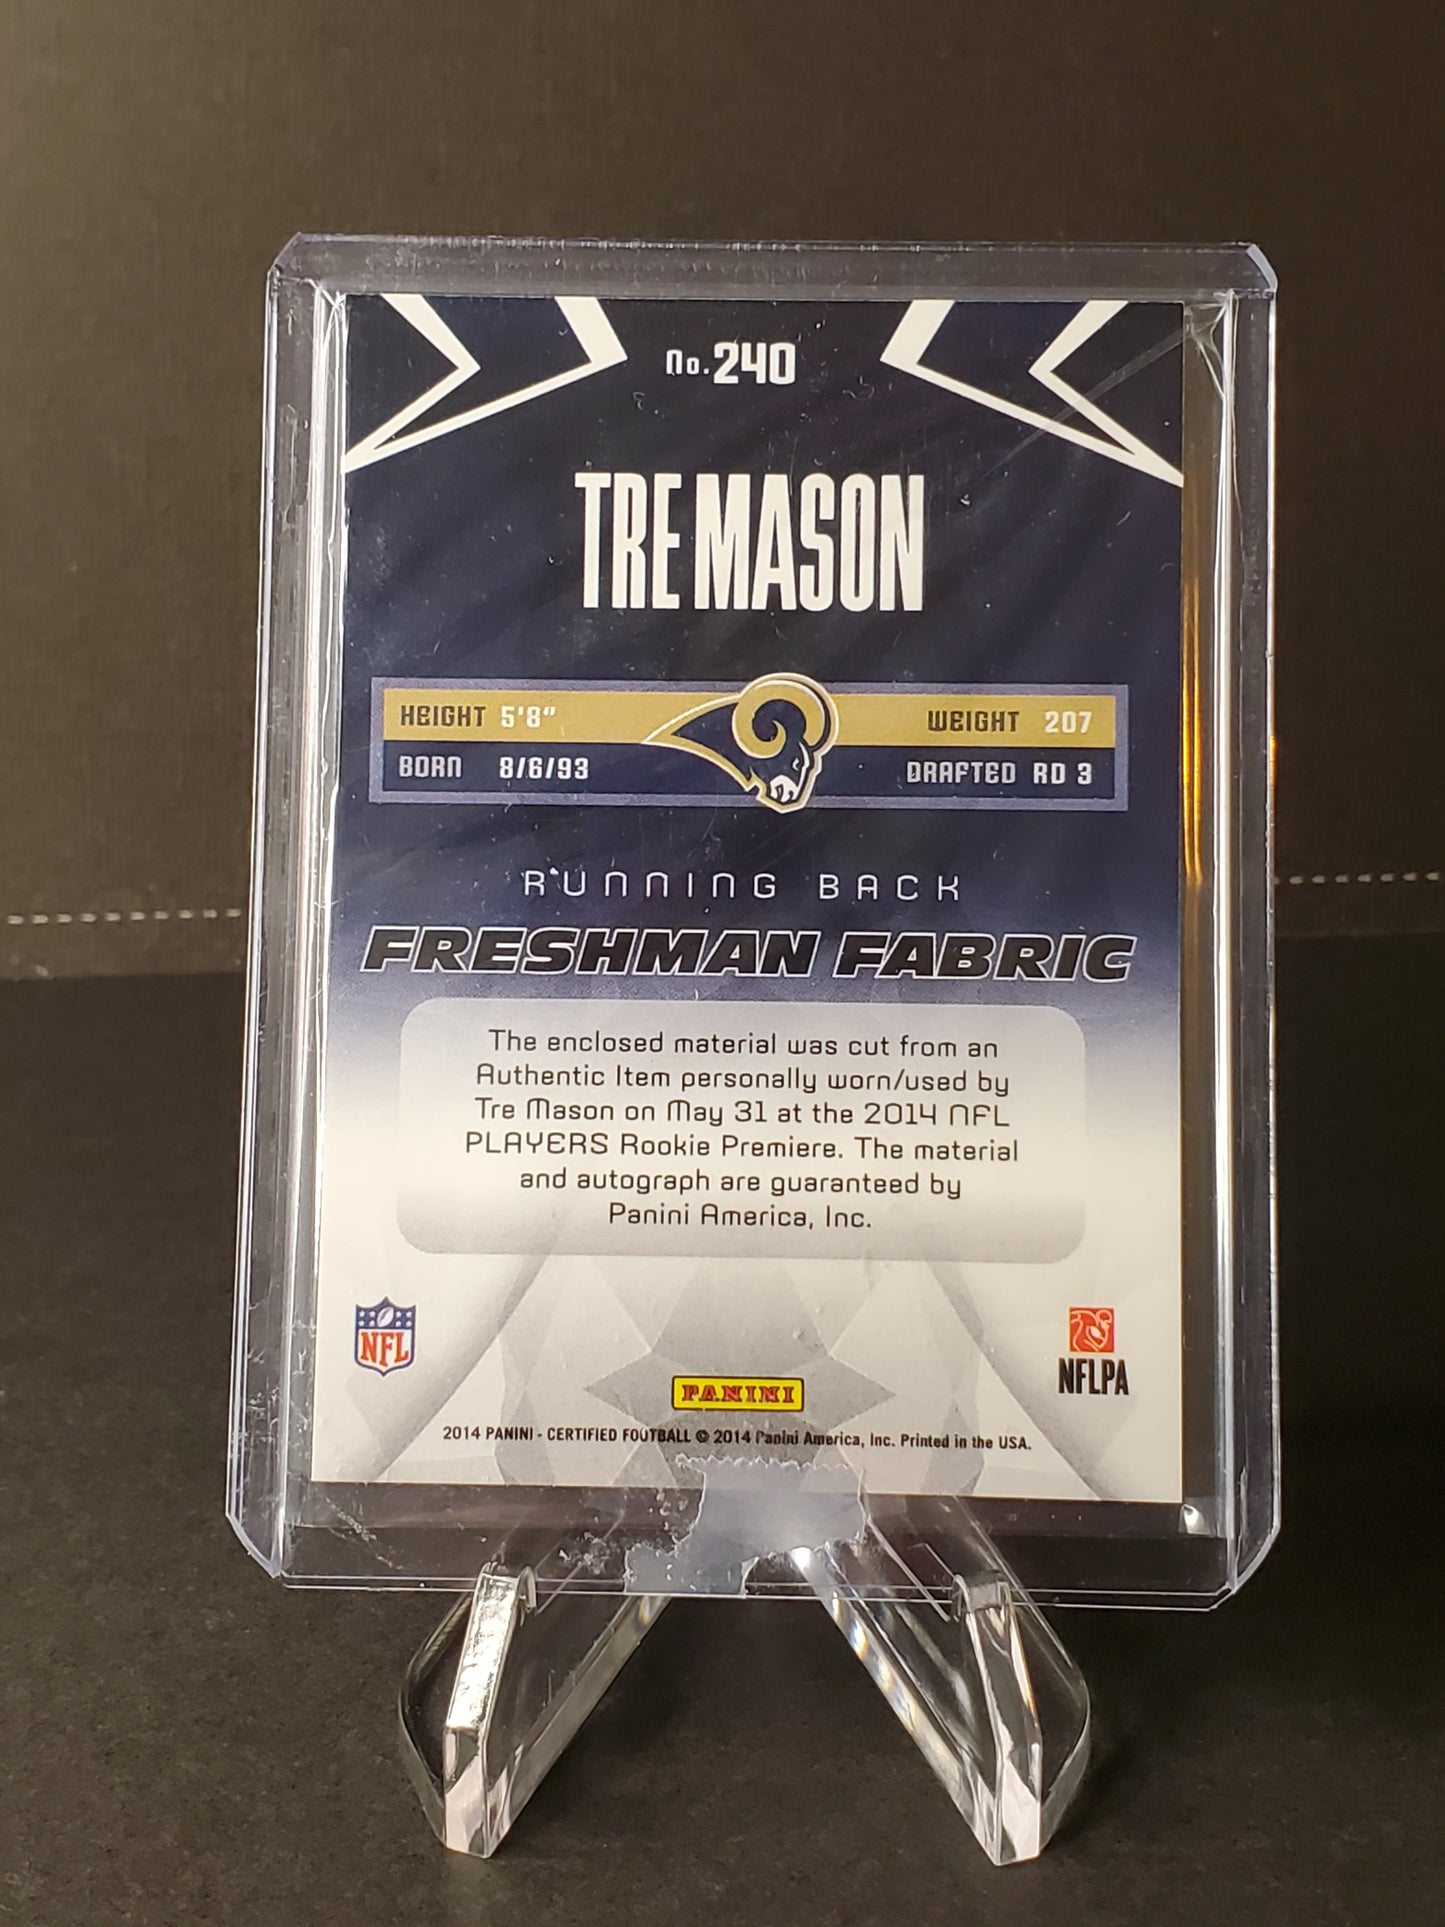 No. 240
TRE MASON
HEIGHT 5'8" WEIGHT 207
BORN 8/6/93 DRAFTED RD 3
RUNNING BACK
FRESHMAN FABRIC
The enclosed material was cut from an
Authentic Item personally worn/used by
Tre Mason on May 31 at the 2014 NFL
PLAYERS Rookie Premiere. The material
and autograph are guaranteed by
Panini America, Inc.
NFL
NFLPA
PANINI
2014 PANINI - CERTIFIED FOOTBALL © 2014 Panini America, Inc. Printed in the USA.